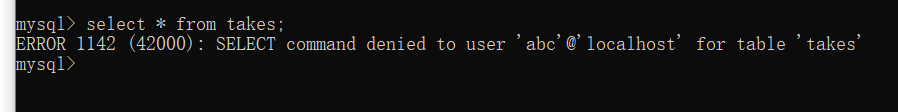 mysql> select * from takes;
ERROR 1142 (42000): SELECT command denied to user 'abc'@'localhost' for table 'takes'
mysql>